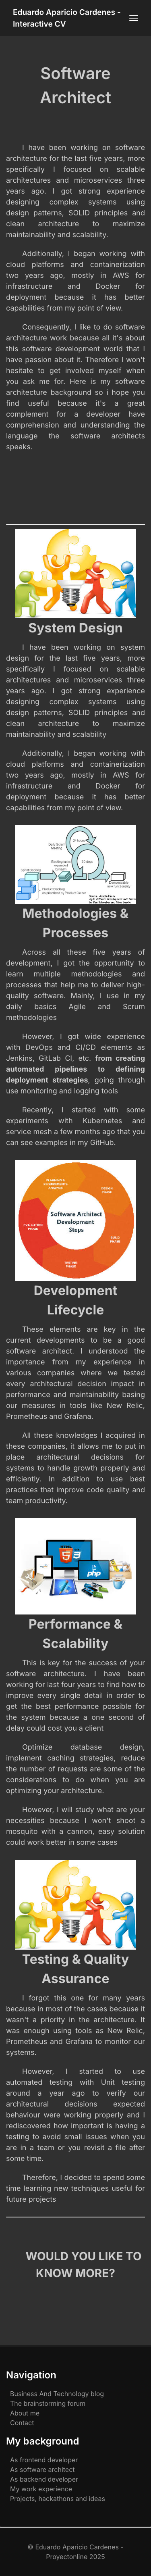 Eduardo Aparicio Cardenes -
Interactive CV
Software
Architect
I have been working on software
architecture for the last five years, more
specifically I focused on scalable
architectures and microservices three
years ago. I got strong experience
designing complex systems using
design patterns, SOLID principles and
clean architecture to maximize
maintainability and scalability.
Additionally, I began working with
cloud platforms and containerization
two years ago, mostly in AWS for
infrastructure and Docker for
deployment because it has better
capabilities from my point of view.
Consequently, I like to do software
architecture work because all it's about
this software development world that I
have passion about it. Therefore I won't
hesitate to get involved myself when
you ask me for. Here is my software
architecture background so i hope you
find useful because it's a great
complement for a developer have
comprehension and understanding the
language the software architects
speaks.
System Design
I have been working on system
design for the last five years, more
specifically I focused on scalable
architectures and microservices three
years ago. I got strong experience
designing complex systems using
design patterns, SOLID principles and
clean architecture to maximize
maintainability and scalability
Additionally, I began working with
cloud platforms and containerization
two years ago, mostly in AWS for
infrastructure and Docker for
deployment because it has better
capabilities from my point of view.
Methodologies &
Processes
Across all these five years of
development, I got the opportunity to
learn multiple methodologies and
processes that help me to deliver high-
quality software. Mainly, I use in my
daily basics Agile and Scrum
methodologies
However, I got wide experience
with DevOps and CI/CD elements as
Jenkins, GitLab CI, etc. from creating
automated pipelines to defining
deployment strategies, going through
use monitoring and logging tools
Recently, I started with some
experiments with Kubernetes and
service mesh a few months ago that you
can see examples in my GitHub.
Software Architect
Development
Steps
Development
Lifecycle
These elements are key in the
current developments to be a good
software architect. I understood the
importance from my experience in
various companies where we tested
every architectural decision impact in
performance and maintainability basing
our measures in tools like New Relic,
Prometheus and Grafana.
All these knowledges I acquired in
these companies, it allows me to put in
place architectural decisions for
systems to handle growth properly and
efficiently. In addition to use best
practices that improve code quality and
team productivity.
php
Performance &
Scalability
This is key for the success of your
software architecture. I have been
working for last four years to find how to
improve every single detail in order to
get the best performance possible for
the system because a one second of
delay could cost you a client
Optimize database design,
implement caching strategies, reduce
the number of requests are some of the
considerations to do when you are
optimizing your architecture.
However, I will study what are your
necessities because I won't shoot a
mosquito with a cannon, easy solution
could work better in some cases
Testing & Quality
Assurance
I forgot this one for many years
because in most of the cases because it
wasn't a priority in the architecture. It
was enough using tools as New Relic,
Prometheus and Grafana to monitor our
systems.
However, I started to use
automated testing with Unit testing
around a year ago to verify our
architectural decisions expected
behaviour were working properly and I
rediscovered how important is having a
testing to avoid small issues when you
are in a team or you revisit a file after
some time.
Therefore, I decided to spend some
time learning new techniques useful for
future projects
WOULD YOU LIKE TO
KNOW MORE?
Navigation
Business And Technology blog
The brainstorming forum
About me
Contact
My background
As frontend developer
As software architect
As backend developer
My work experience
Projects, hackathons and ideas
© Eduardo Aparicio Cardenes -
Proyectonline 2025